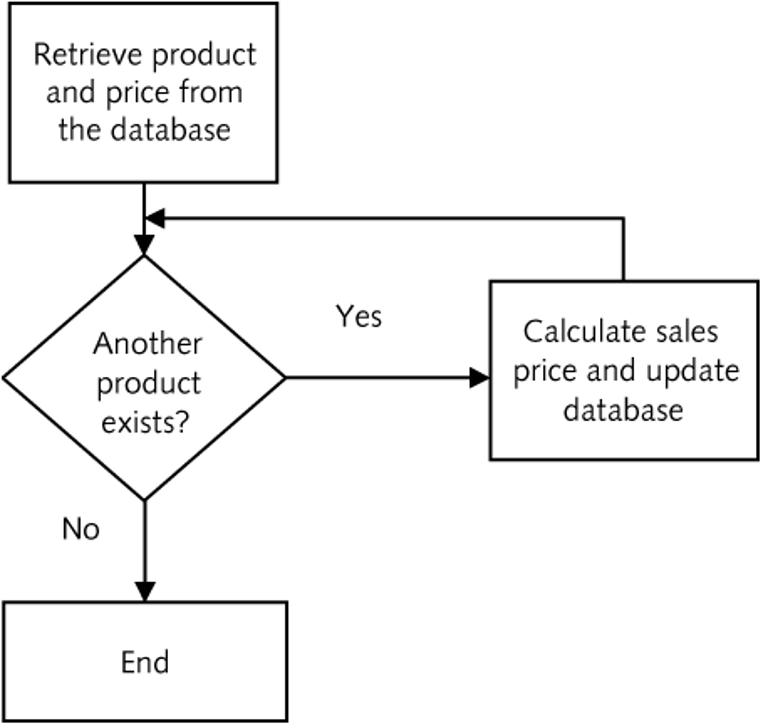 Retrieve product
and price from
the database
Another
product
exists?
Yes
Calculate sales
price and update
database
No
End